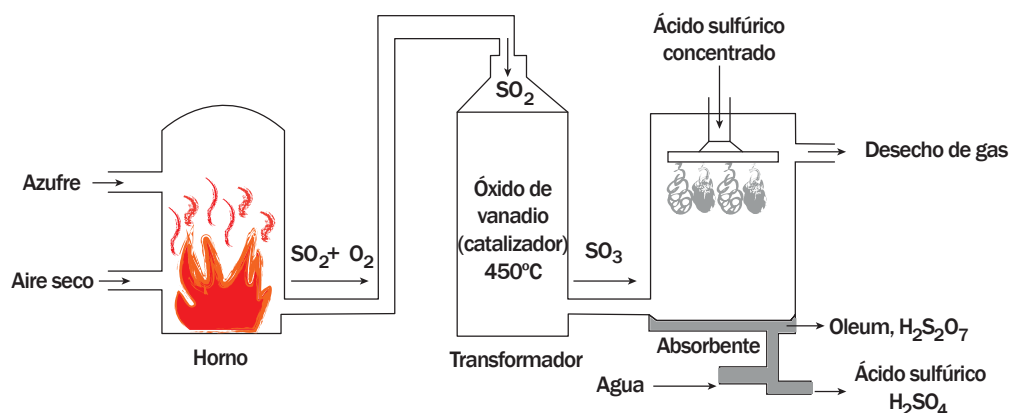 Ácido sulfúrico
concentrado
SO₂
Azufre
Desecho de gas
Óxido de
vanadio
(catalizador)
450ºC
SO₂+ O₂
SO₃
Aire seco
Oleum, H₂S₂O₇
Horno
Transformador
Absorbente
Agua
Ácido sulfúrico
H₂SO₄